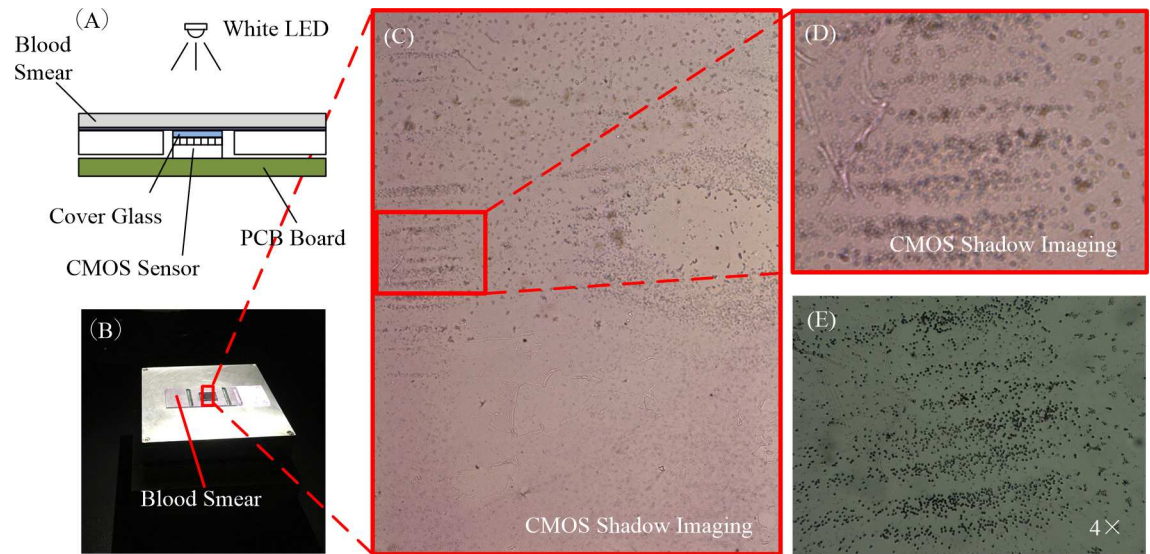 (A)
White LED
Blood
Smear
Cover Glass
PCB Board
CMOS Sensor
(B)
Blood Smear
(C)
CMOS Shadow Imaging
(D)
CMOS Shadow Imaging
(E)
4×